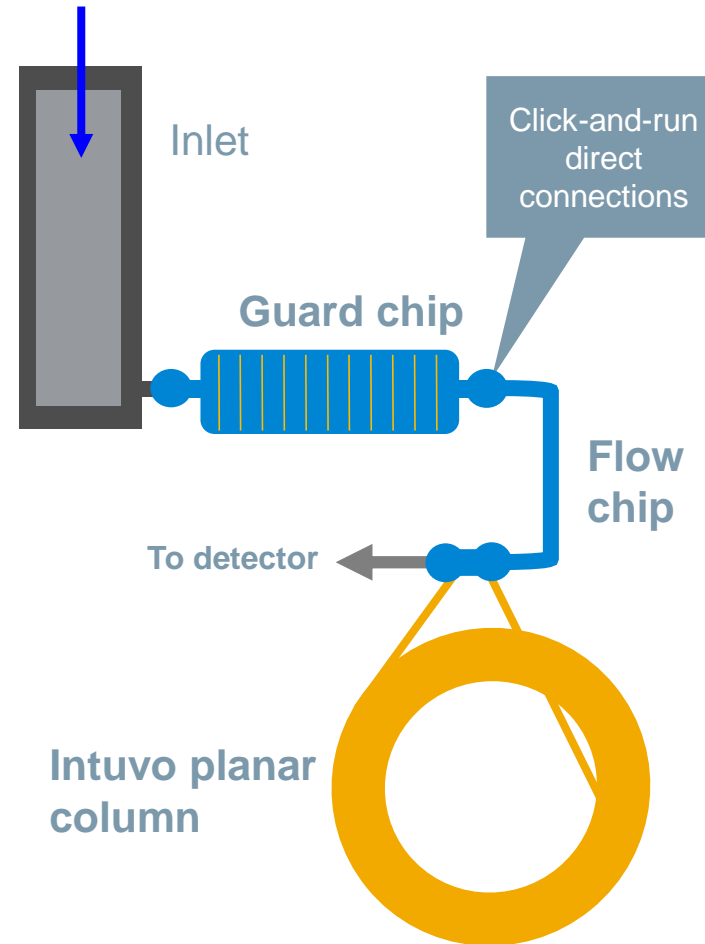 Inlet
Click-and-run
direct
connections
Guard chip
Flow
chip
To detector
Intuvo planar
column